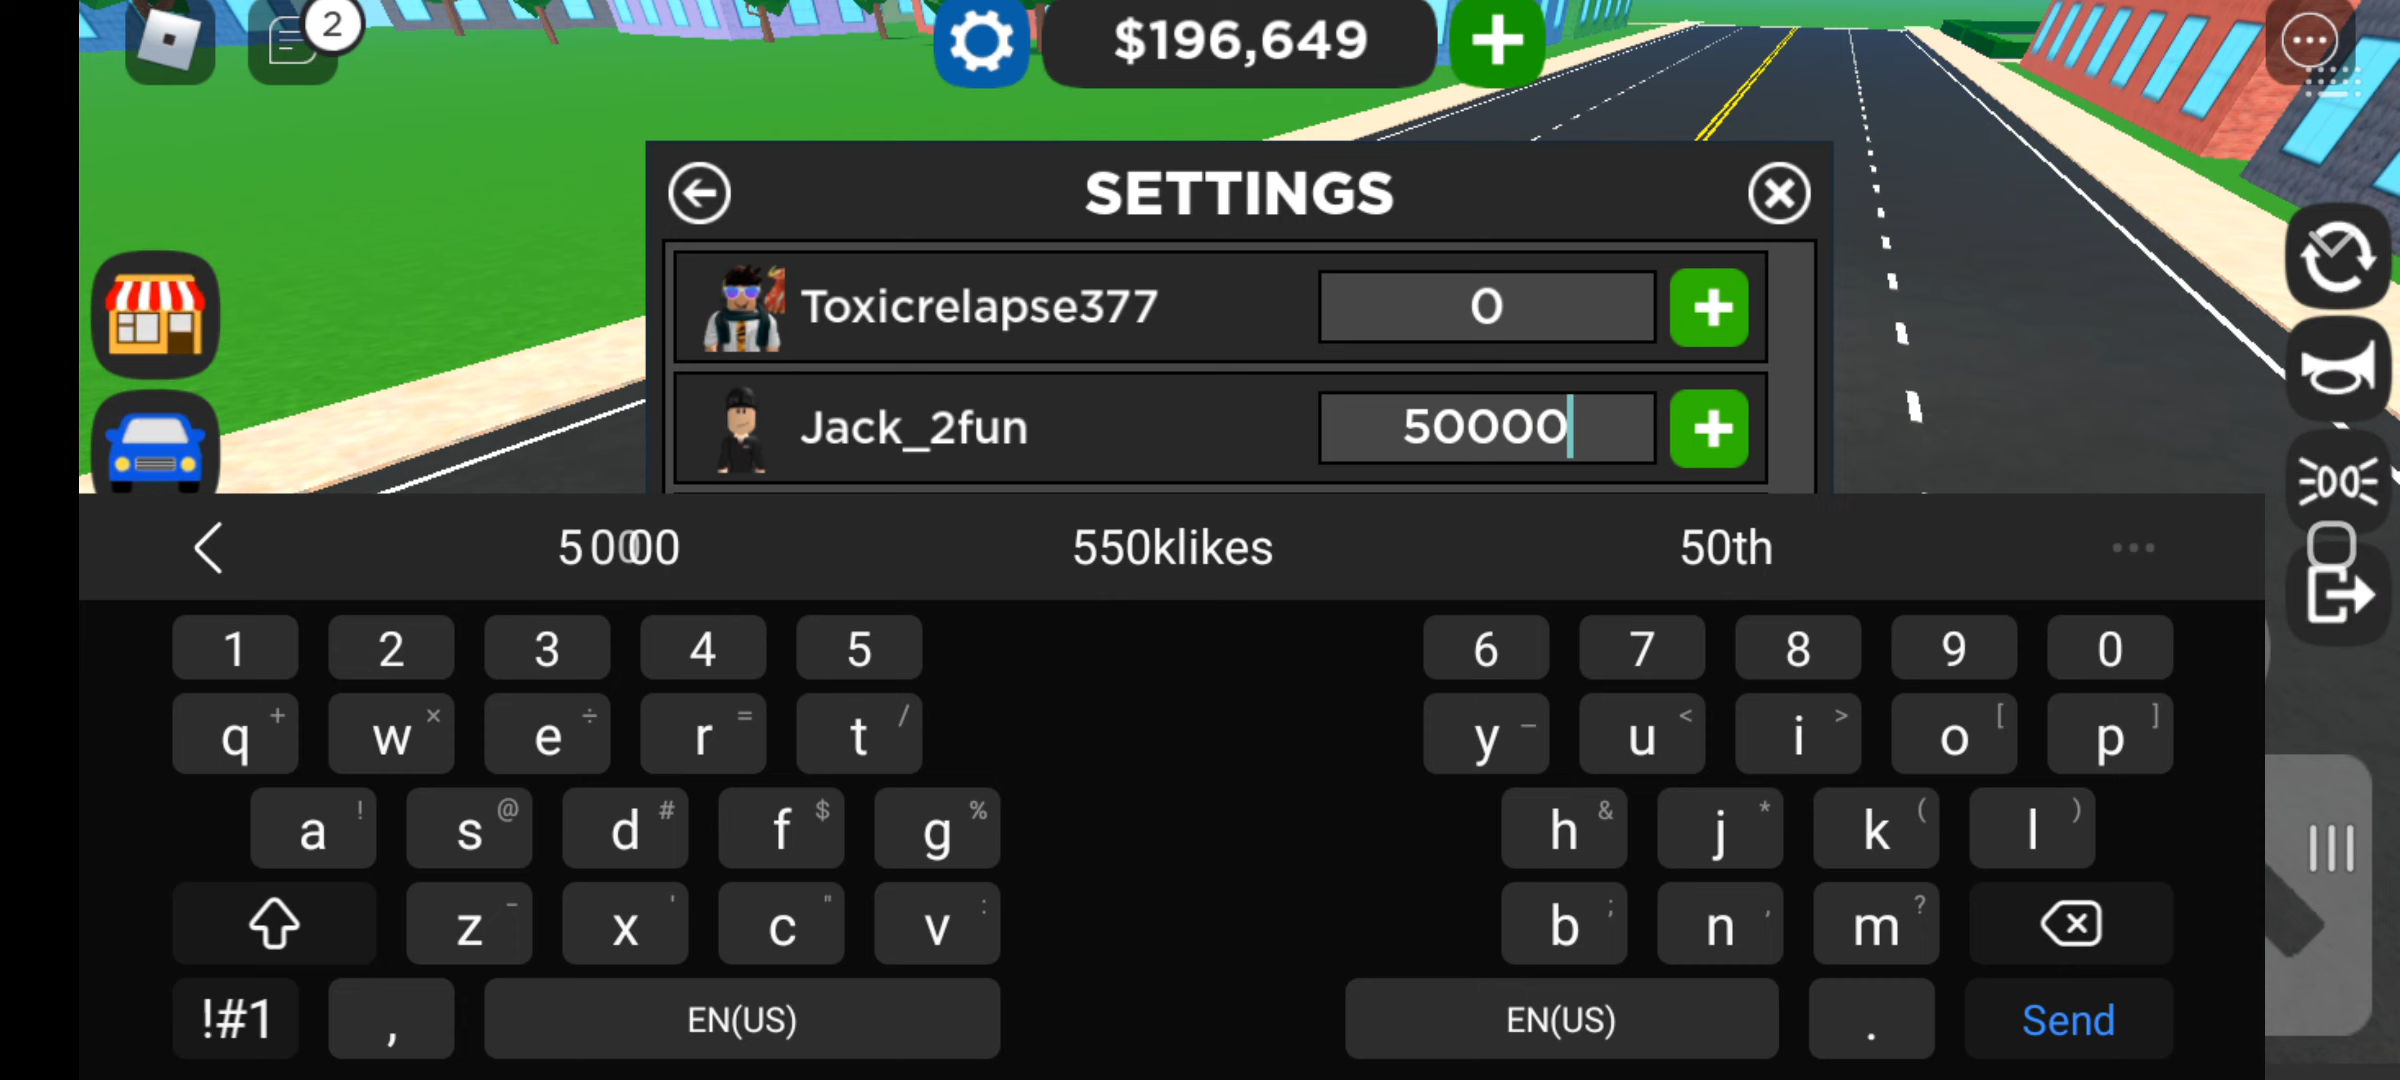 2
$196,649
SETTINGS
Toxicrelapse377 0
Jack_2fun 50000
550klikes 50th
1 2 3 4 5 6 7 8 9 0
q + w × e ÷ r = t / y _ u < i > o [ p ]
a ! s @ d # f $ g % h & j * k ( l )
z - x ' c " v : b ; n , m ?
!#1 , EN(US) EN(US) . Send